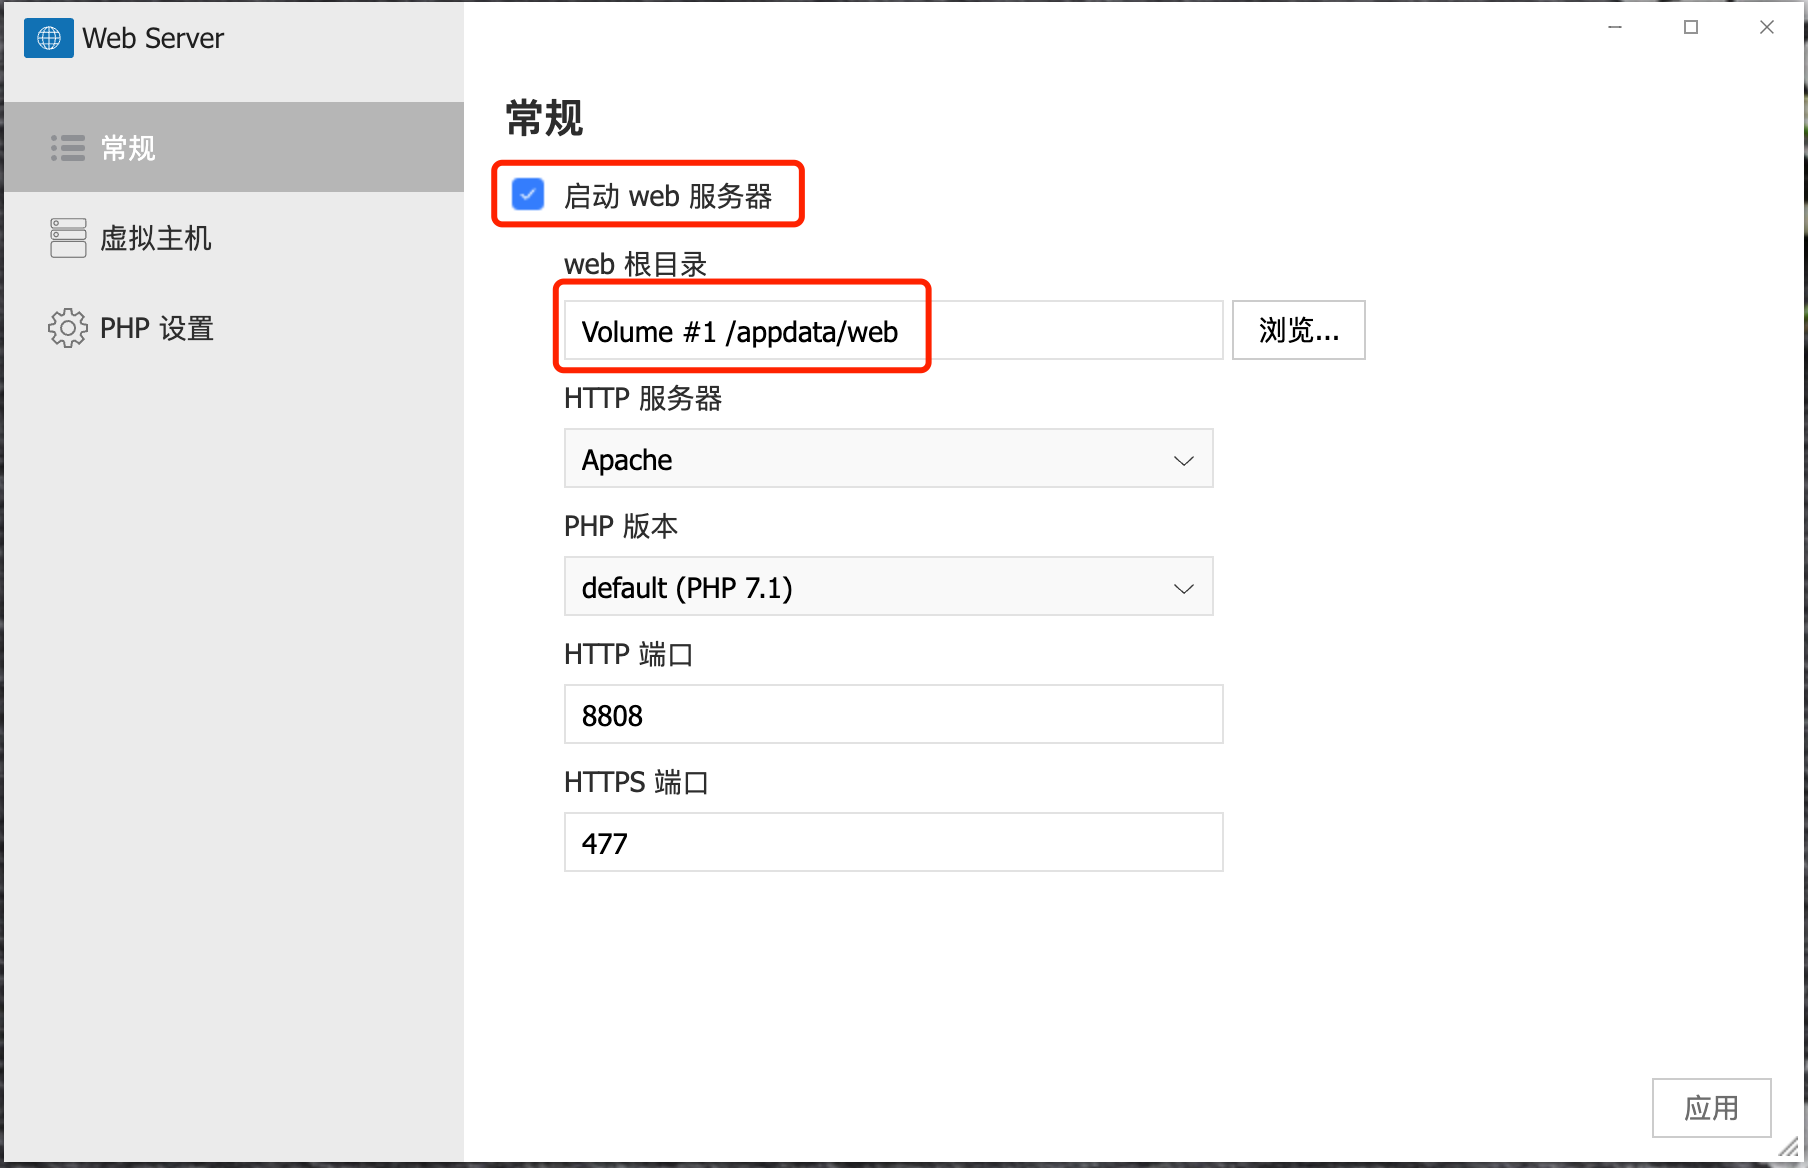 Web Server
常规
虚拟主机
PHP 设置
常规
启动 web 服务器
web 根目录
Volume #1 /appdata/web
浏览...
HTTP 服务器
Apache
PHP 版本
default (PHP 7.1)
HTTP 端口
8808
HTTPS 端口
477
应用